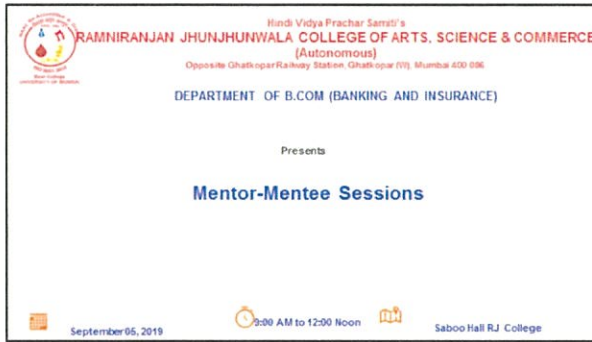 Hindi Vidya Prachar Samiti's
RAMNIRANJAN JHUNJHUNWALA COLLEGE OF ARTS, SCIENCE & COMMERCE
(Autonomous)
Opposite Ghatkopar Railway Station, Ghatkopar (W), Mumbai 400 086
DEPARTMENT OF B.COM (BANKING AND INSURANCE)
Presents
Mentor-Mentee Sessions
September 05, 2019
9:00 AM to 12:00 Noon
Saboo Hall RJ College